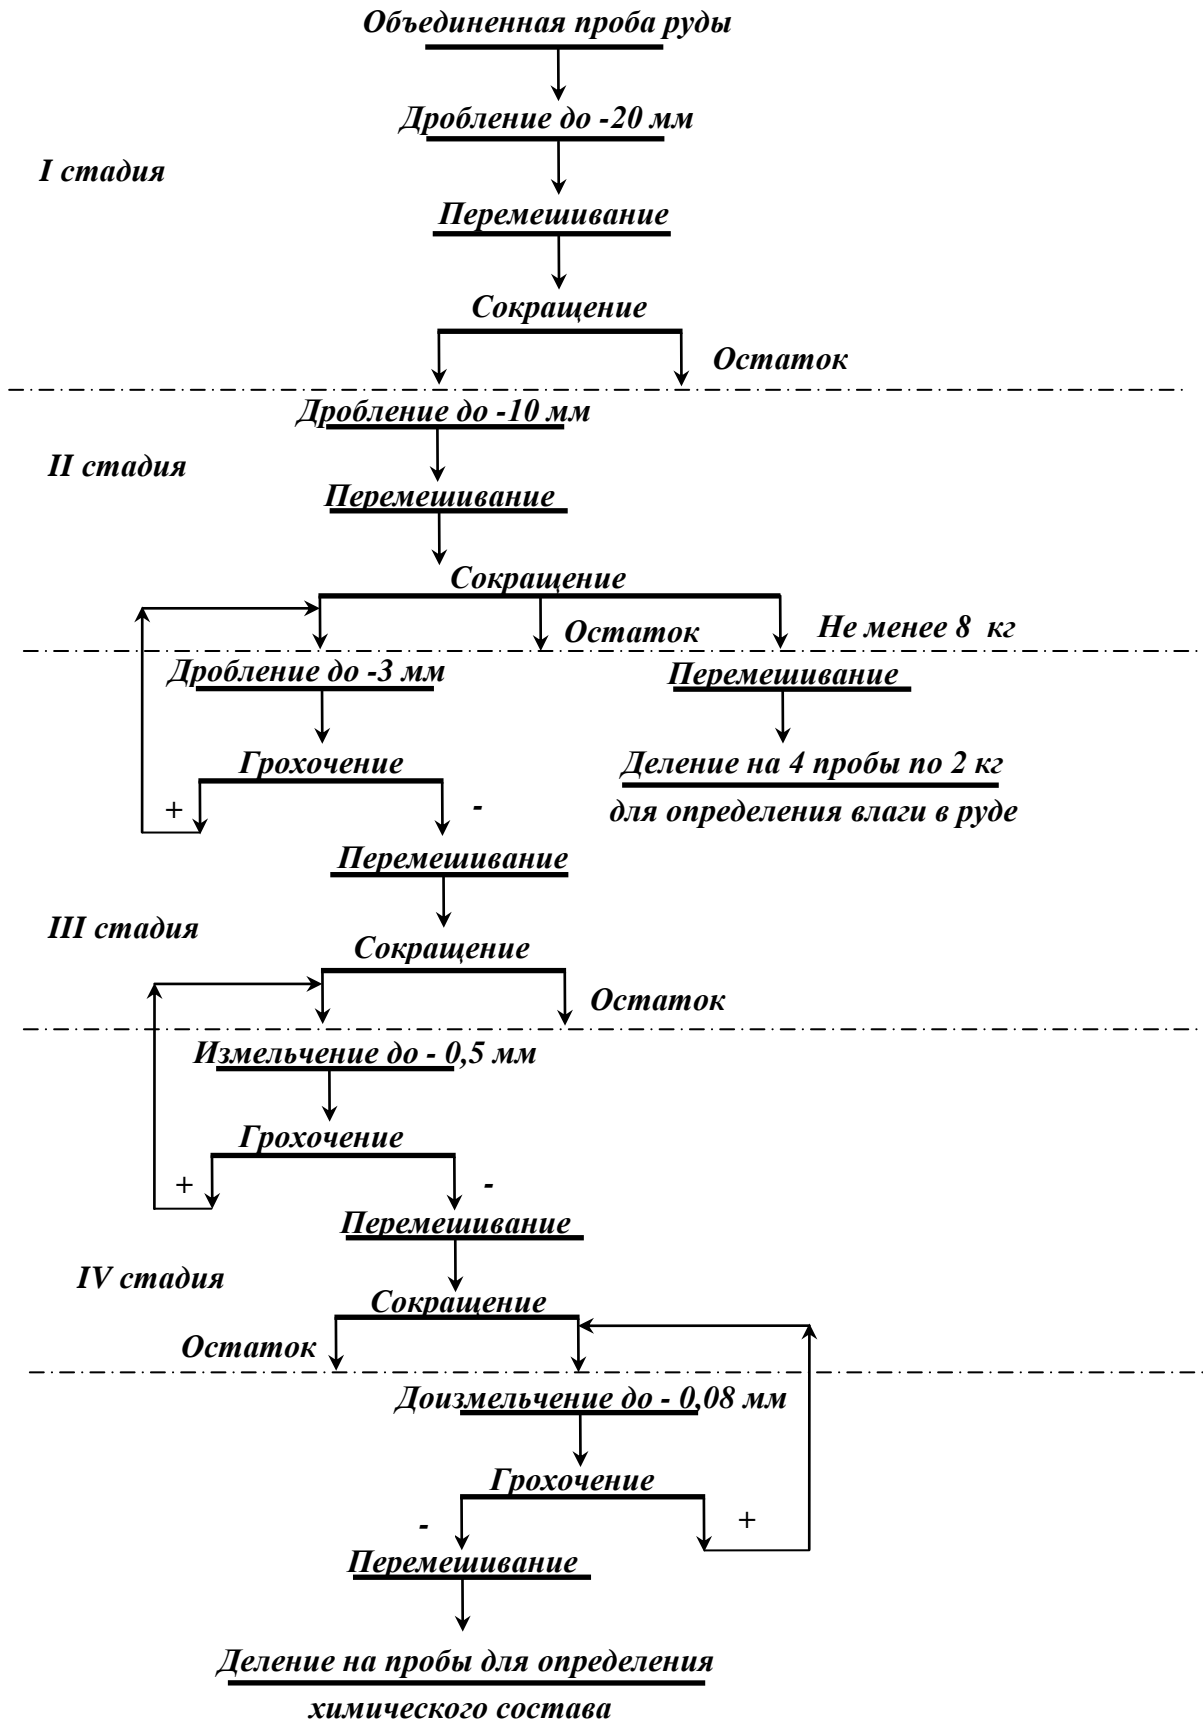 Объединенная проба руды
Дробление до -20 мм
I стадия
Перемешивание
Сокращение
Остаток
Дробление до -10 мм
II стадия
Перемешивание
Сокращение
Остаток
Не менее 8 кг
Дробление до -3 мм
Перемешивание
Грохочение
Деление на 4 пробы по 2 кг
для определения влаги в руде
+
-
Перемешивание
III стадия
Сокращение
Остаток
Измельчение до - 0,5 мм
Грохочение
+
-
Перемешивание
IV стадия
Сокращение
Остаток
Доизмельчение до - 0,08 мм
Грохочение
-
+
Перемешивание
Деление на пробы для определения
химического состава